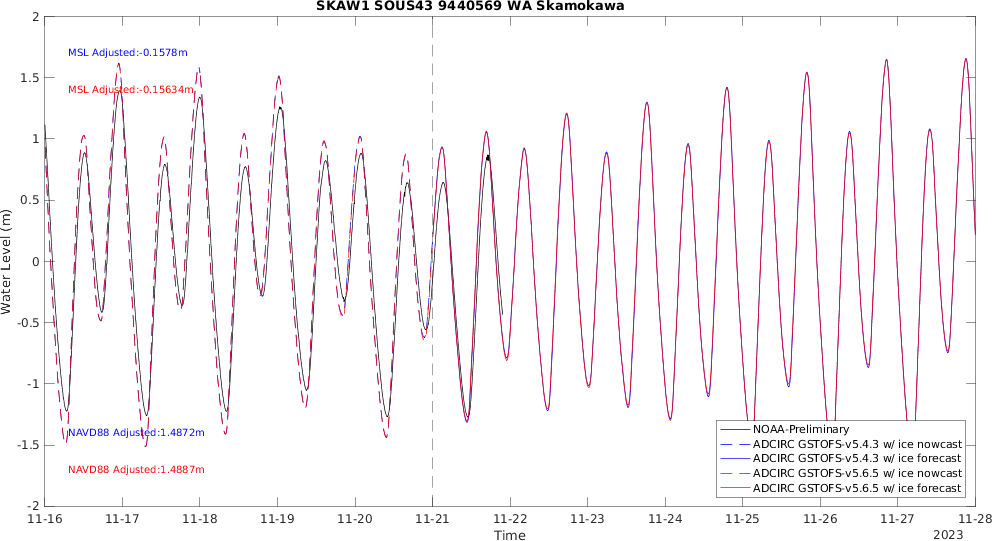 SKAW1 SOUS43 9440569 WA Skamokawa
2
MSL Adjusted:-0.1578m
1.5
MSL Adjusted:-0.15634m
1
0.5
0
Water Level (m)
-0.5
-1
NAVD88 Adjusted:1.4872m
-1.5
NAVD88 Adjusted:1.4887m
-2
NOAA-Preliminary
ADCIRC GSTOFS-v5.4.3 w/ ice nowcast
ADCIRC GSTOFS-v5.4.3 w/ ice forecast
ADCIRC GSTOFS-v5.6.5 w/ ice nowcast
ADCIRC GSTOFS-v5.6.5 w/ ice forecast
11-16 11-17 11-18 11-19 11-20 11-21 11-22 11-23 11-24 11-25 11-26 11-27 11-28
Time
2023